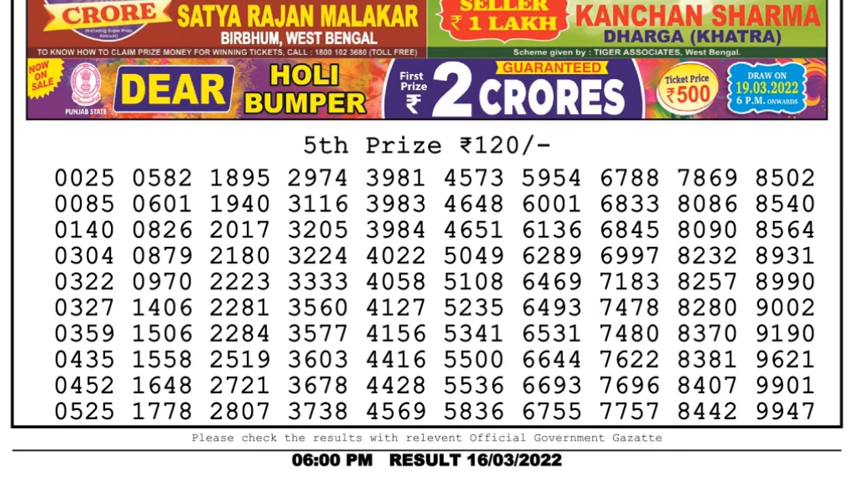 CRORE
(Including Super Prize Amount)
SATYA RAJAN MALAKAR
BIRBHUM, WEST BENGAL
TO KNOW HOW TO CLAIM PRIZE MONEY FOR WINNING TICKETS, CALL : 1800 102 3680 (TOLL FREE)
SELLER
₹ 1 LAKH
KANCHAN SHARMA
DHARGA (KHATRA)
Scheme given by : TIGER ASSOCIATES, West Bengal.
NOW ON SALE
PUNJAB STATE
DEAR
HOLI
BUMPER
First Prize ₹
2 CRORES
GUARANTEED
Ticket Price
₹500
DRAW ON
19.03.2022
6 P.M. ONWARDS
5th Prize ₹120/-
0025 0582 1895 2974 3981 4573 5954 6788 7869 8502
0085 0601 1940 3116 3983 4648 6001 6833 8086 8540
0140 0826 2017 3205 3984 4651 6136 6845 8090 8564
0304 0879 2180 3224 4022 5049 6289 6997 8232 8931
0322 0970 2223 3333 4058 5108 6469 7183 8257 8990
0327 1406 2281 3560 4127 5235 6493 7478 8280 9002
0359 1506 2284 3577 4156 5341 6531 7480 8370 9190
0435 1558 2519 3603 4416 5500 6644 7622 8381 9621
0452 1648 2721 3678 4428 5536 6693 7696 8407 9901
0525 1778 2807 3738 4569 5836 6755 7757 8442 9947
Please check the results with relevent Official Government Gazatte
06:00 PM RESULT 16/03/2022